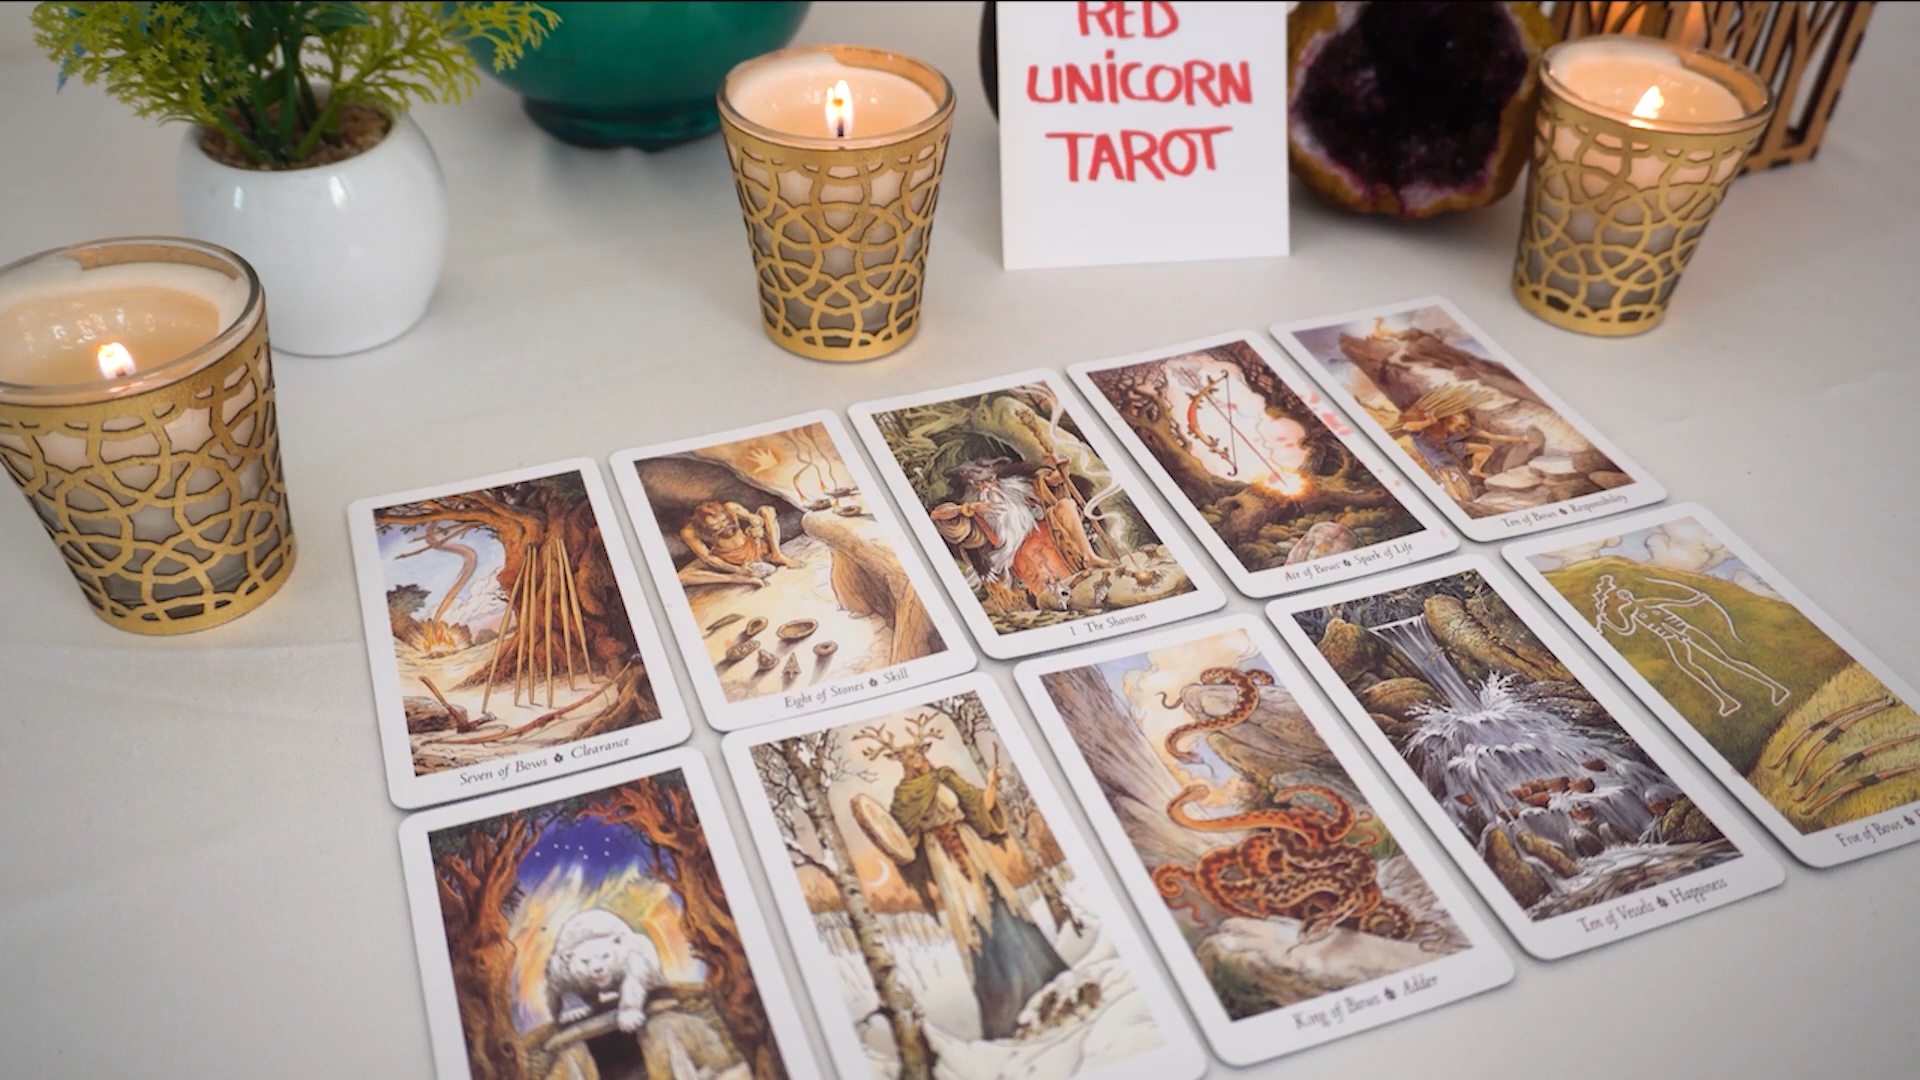 RED
UNICORN
TAROT
Ten of Bows Responsibility
Ace of Bows Spark of Life
1 The Shaman
Eight of Stones Skill
Seven of Bows Clearance
Five of Bows
Ten of Vessels Happiness
King of Bows Adder